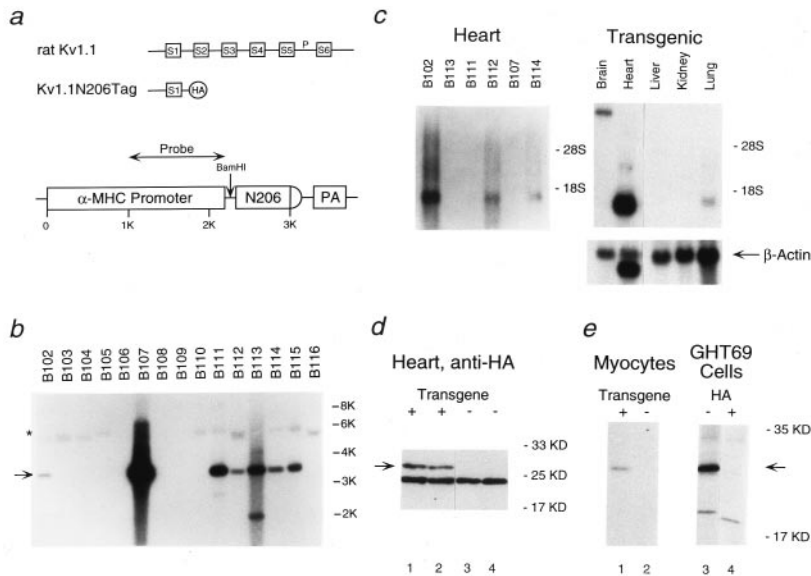 a
rat Kv1.1
S1 S2 S3 S4 S5 P S6
Kv1.1N206Tag
S1 HA
Probe
BamHI
α-MHC Promoter N206 PA
0 1K 2K 3K
b
B102 B103 B104 B105 B106 B107 B108 B109 B110 B111 B112 B113 B114 B115 B116
*
-8K
-6K
-4K
-3K
-2K
c
Heart
B102 B113 B111 B112 B107 B114
- 28S
- 18S
Transgenic
Brain Heart Liver Kidney Lung
- 28S
- 18S
β-Actin
d
Heart, anti-HA
Transgene
+ + - -
- 33 KD
- 25 KD
- 17 KD
1 2 3 4
e
Myocytes
Transgene
+ -
GHT69
Cells
HA
- +
- 35 KD
- 17 KD
1 2 3 4